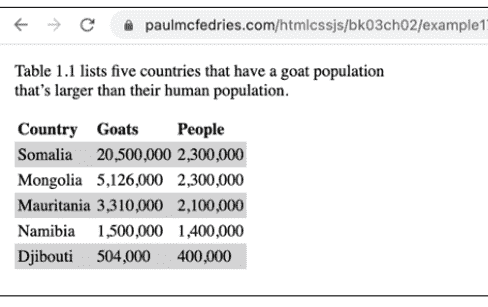 paulmcfedries.com/htmlcssjs/bk03ch02/example1
Table 1.1 lists five countries that have a goat population
that's larger than their human population.
Country Goats People
Somalia 20,500,000 2,300,000
Mongolia 5,126,000 2,300,000
Mauritania 3,310,000 2,100,000
Namibia 1,500,000 1,400,000
Djibouti 504,000 400,000